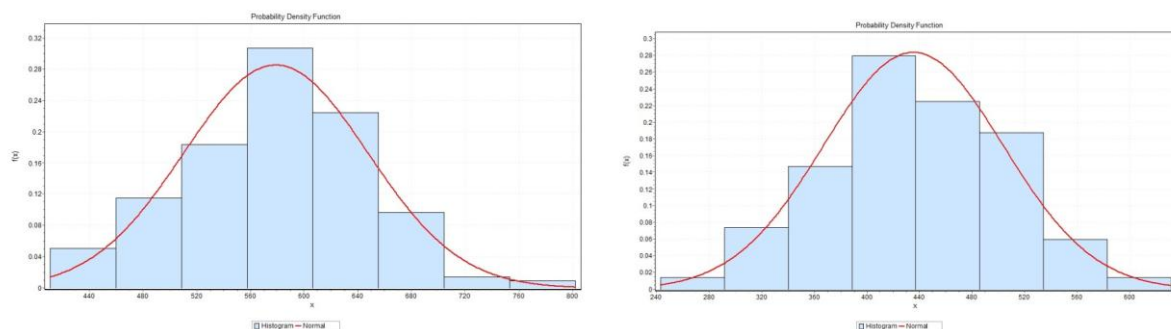 Probability Density Function
0.32
0.28
0.24
0.2
0.16
0.12
0.08
0.04
0
f(x)
440 480 520 560 600 640 680 720 760 800
x
Histogram Normal
Probability Density Function
0.3
0.28
0.26
0.24
0.22
0.2
0.18
0.16
0.14
0.12
0.1
0.08
0.06
0.04
0.02
0
f(x)
240 280 320 360 400 440 480 520 560 600
x
Histogram Normal